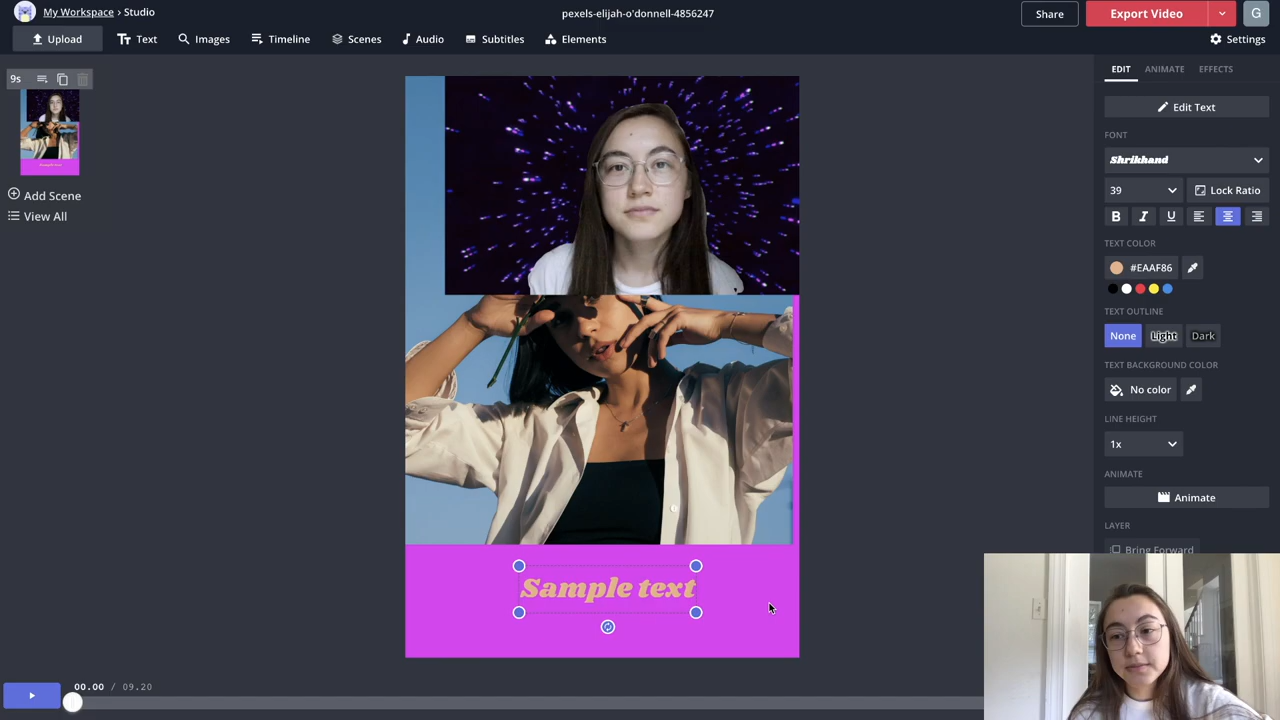 My Workspace > Studio
pexels-elijah-o'donnell-4856247
Share
Export Video
G
Upload
Text
Images
Timeline
Scenes
Audio
Subtitles
Elements
Settings
9s
Add Scene
View All
Sample text
EDIT
ANIMATE
EFFECTS
Edit Text
FONT
Shrikhand
39
Lock Ratio
B
I
U
TEXT COLOR
#EAAF86
TEXT OUTLINE
None
Light
Dark
TEXT BACKGROUND COLOR
No color
LINE HEIGHT
1x
ANIMATE
Animate
LAYER
Bring Forward
00.00 / 09.20